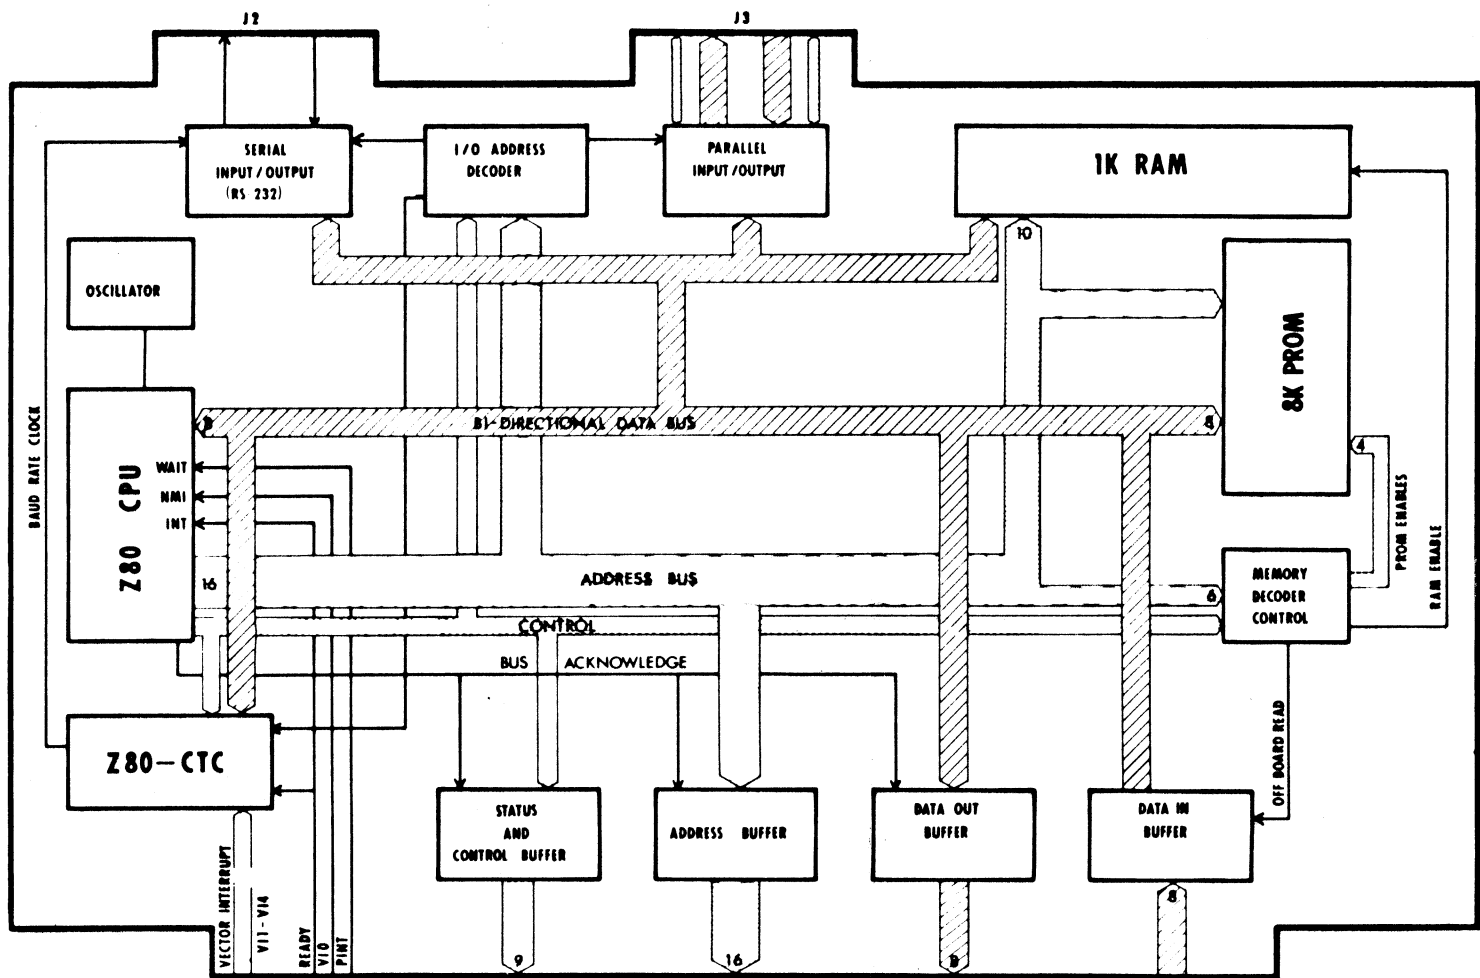 J2
J3
SERIAL
INPUT/OUTPUT
(RS 232)
I/O ADDRESS
DECODER
PARALLEL
INPUT/OUTPUT
1K RAM
10
OSCILLATOR
8K PROM
BAUD RATE CLOCK
8
BI-DIRECTIONAL DATA BUS
8
Z80 CPU
WAIT
NMI
INT
4
PROM ENABLES
RAM ENABLE
16
ADDRESS BUS
6
MEMORY
DECODER
CONTROL
CONTROL
BUS ACKNOWLEDGE
Z80-CTC
OFF BOARD READ
STATUS
AND
CONTROL BUFFER
ADDRESS BUFFER
DATA OUT
BUFFER
DATA IN
BUFFER
VECTOR INTERRUPT
VI1-VI4
READY
VI0
PINT
9
16
8
8